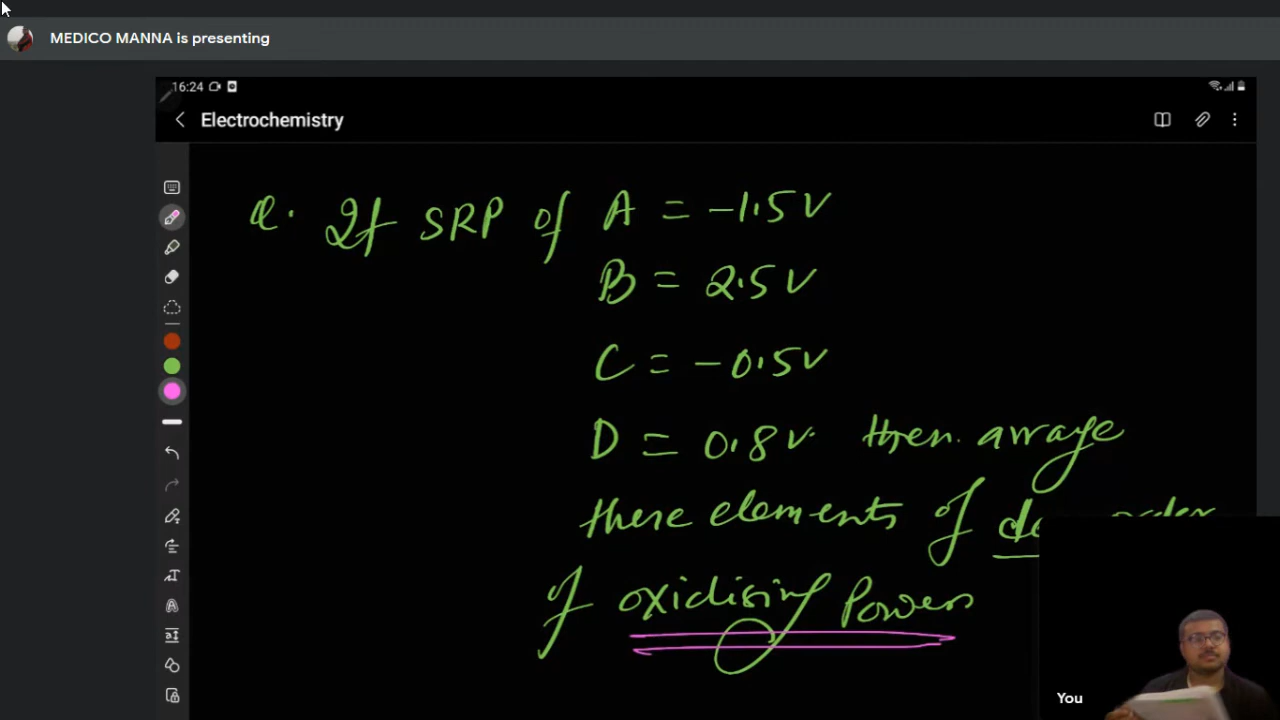 MEDICO MANNA is presenting
16:24
Electrochemistry
Q. If SRP of A = -1.5V
B = 2.5V
C = -0.5V
D = 0.8V. then. arrage
these elements of
of oxidising Powers
You